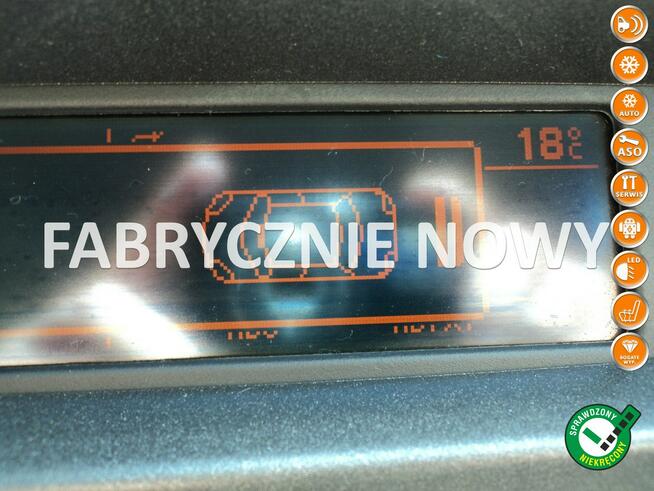 18°C
FABRYCZNIE NOWY
AUTO
ASO
SERWIS
LED
BOGATE
WYP.
SPRAWDZONY
NIEKRĘCONY